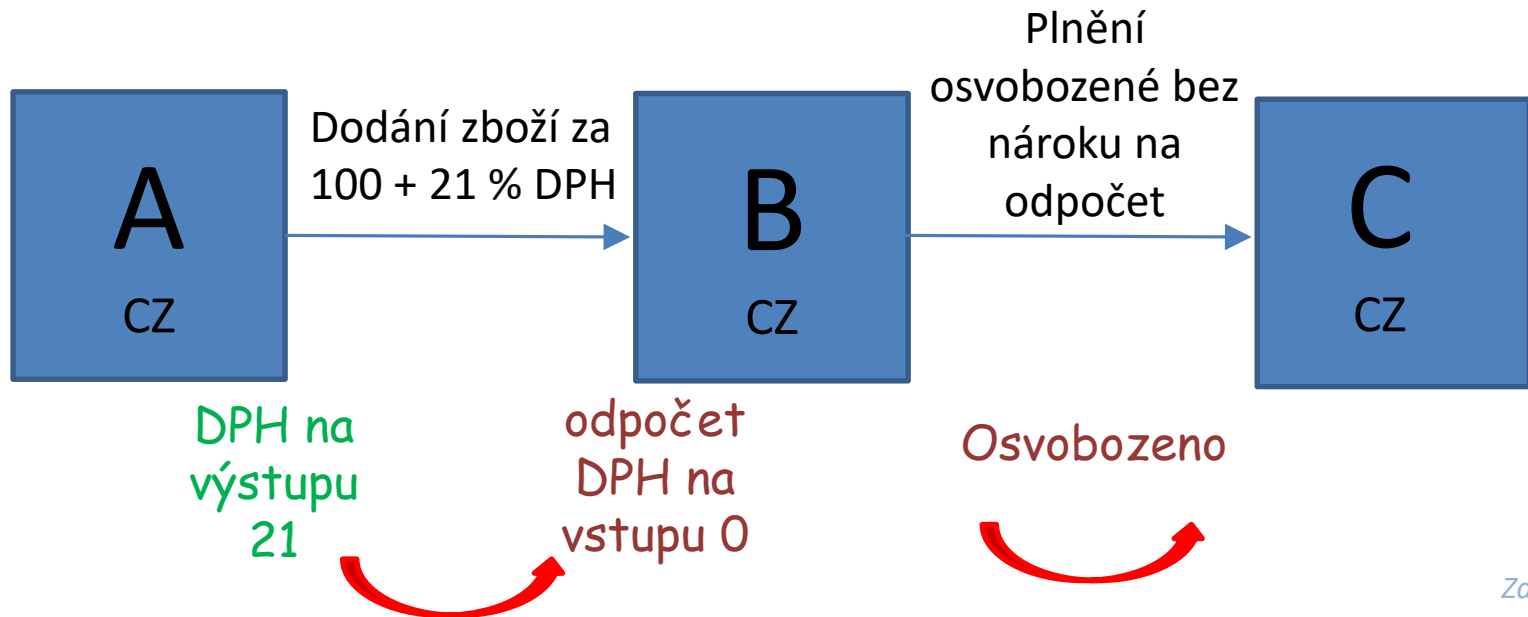 A
CZ
Dodání zboží za
100 + 21 % DPH
B
CZ
Plnění
osvobozené bez
nároku na
odpočet
C
CZ
DPH na
výstupu
21
odpočet
DPH na
vstupu 0
Osvobozeno